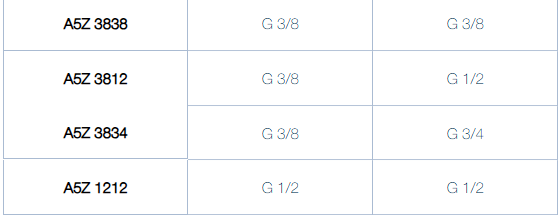 A5Z 3838 G 3/8 G 3/8
A5Z 3812 G 3/8 G 1/2
A5Z 3834 G 3/8 G 3/4
A5Z 1212 G 1/2 G 1/2